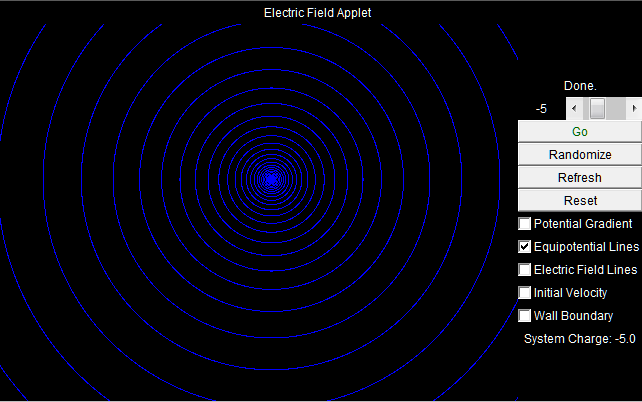 Electric Field Applet
Done.
-5
Go
Randomize
Refresh
Reset
Potential Gradient
Equipotential Lines
Electric Field Lines
Initial Velocity
Wall Boundary
System Charge: -5.0